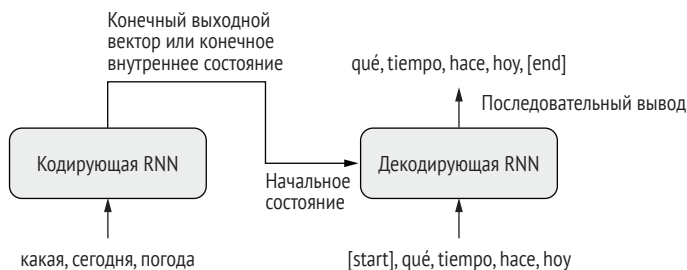 Конечный выходной
вектор или конечное
внутреннее состояние
qué, tiempo, hace, hoy, [end]
Последовательный вывод
Кодирующая RNN
Декодирующая RNN
Начальное
состояние
какая, сегодня, погода
[start], qué, tiempo, hace, hoy